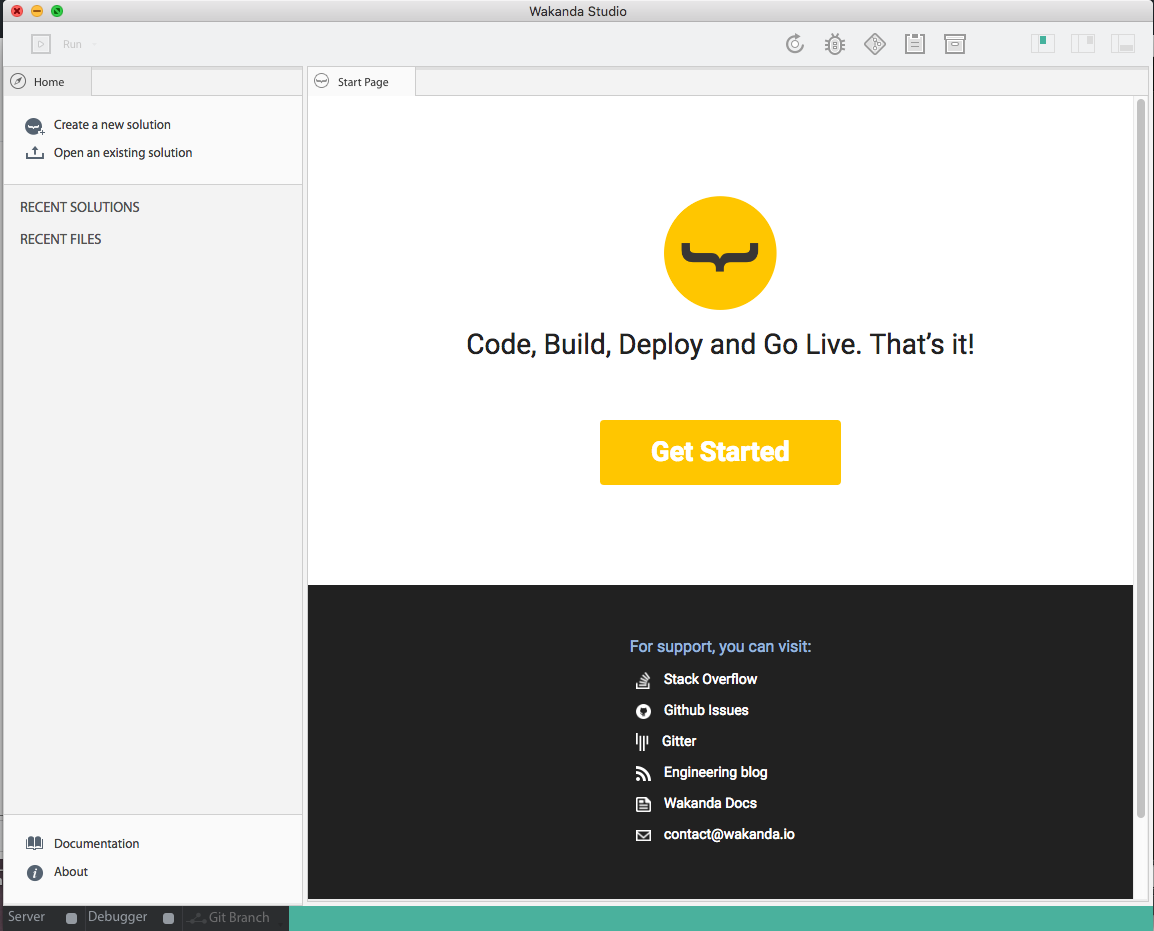 Wakanda Studio
Run
Home
Start Page
Create a new solution
Open an existing solution
RECENT SOLUTIONS
RECENT FILES
Code, Build, Deploy and Go Live. That’s it!
Get Started
For support, you can visit:
Stack Overflow
Github Issues
Gitter
Engineering blog
Wakanda Docs
contact@wakanda.io
Documentation
About
Server
Debugger
Git Branch